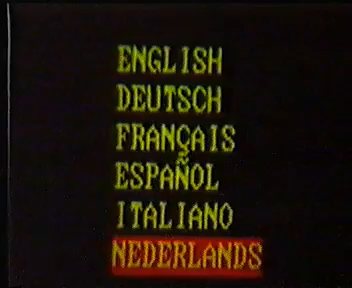 ENGLISH
DEUTSCH
FRANÇAIS
ESPAÑOL
ITALIANO
NEDERLANDS